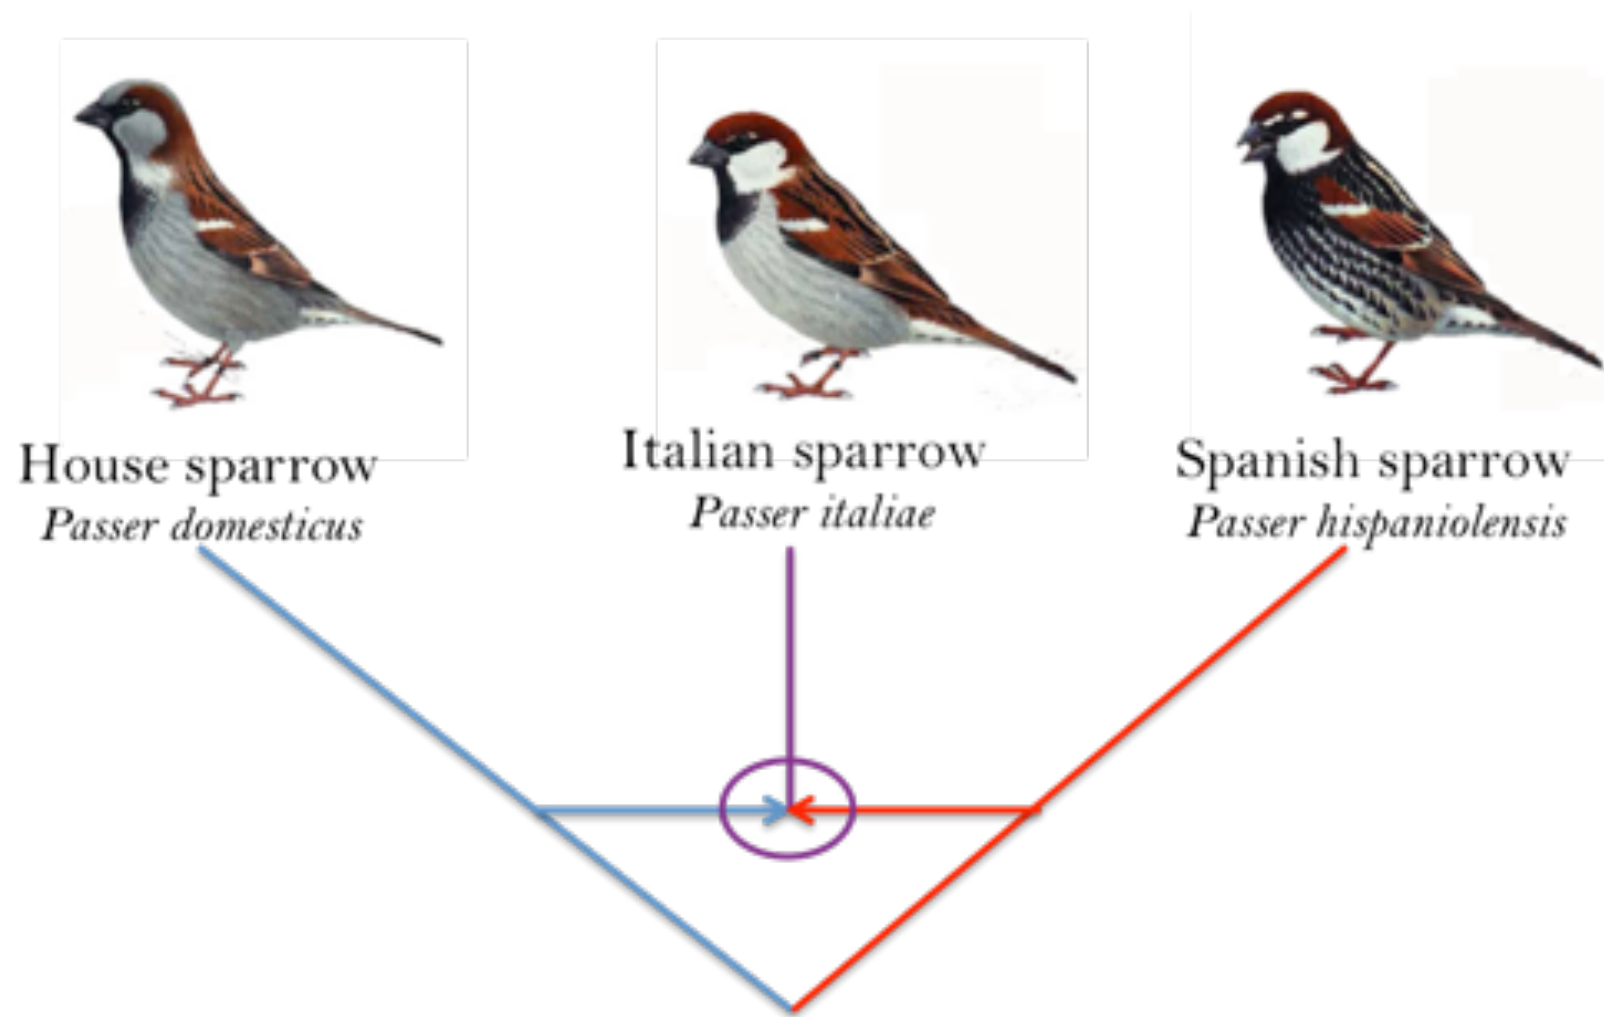 House sparrow
Passer domesticus
Italian sparrow
Passer italiae
Spanish sparrow
Passer hispaniolensis